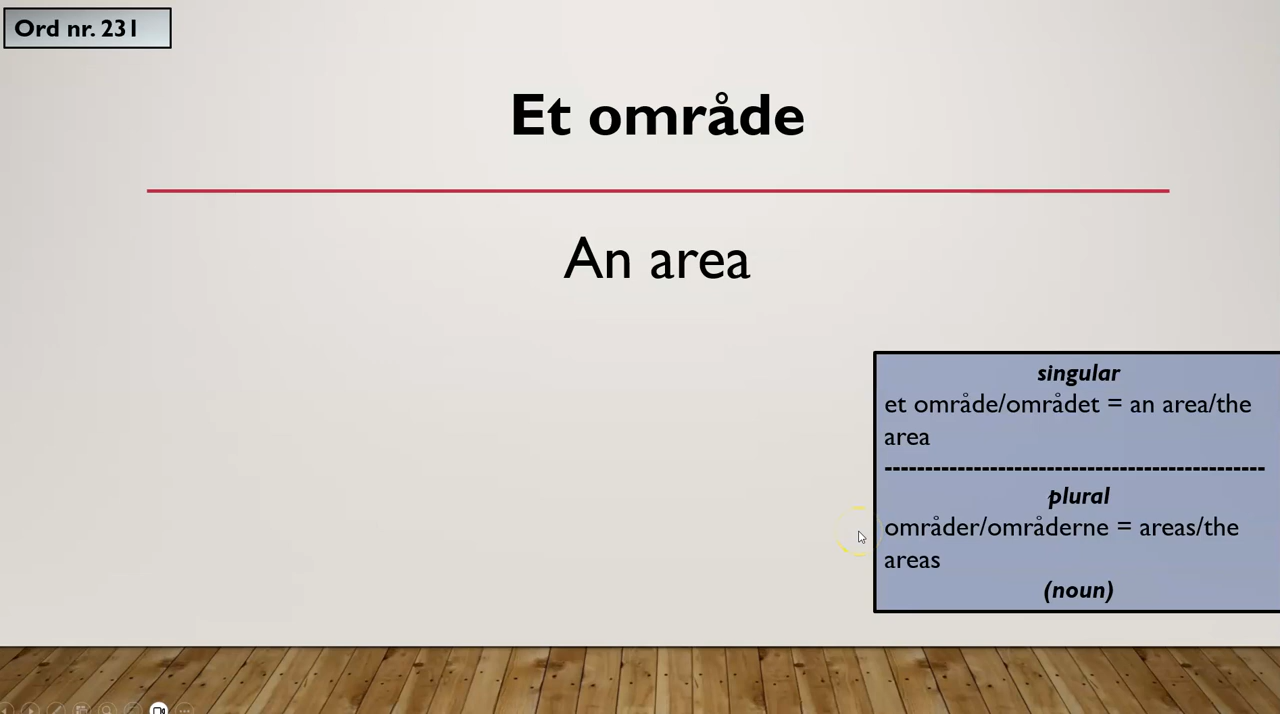 Ord nr. 231
Et område
An area
singular
et område/området = an area/the
area
-----------------------------------------------
plural
områder/områderne = areas/the
areas
(noun)